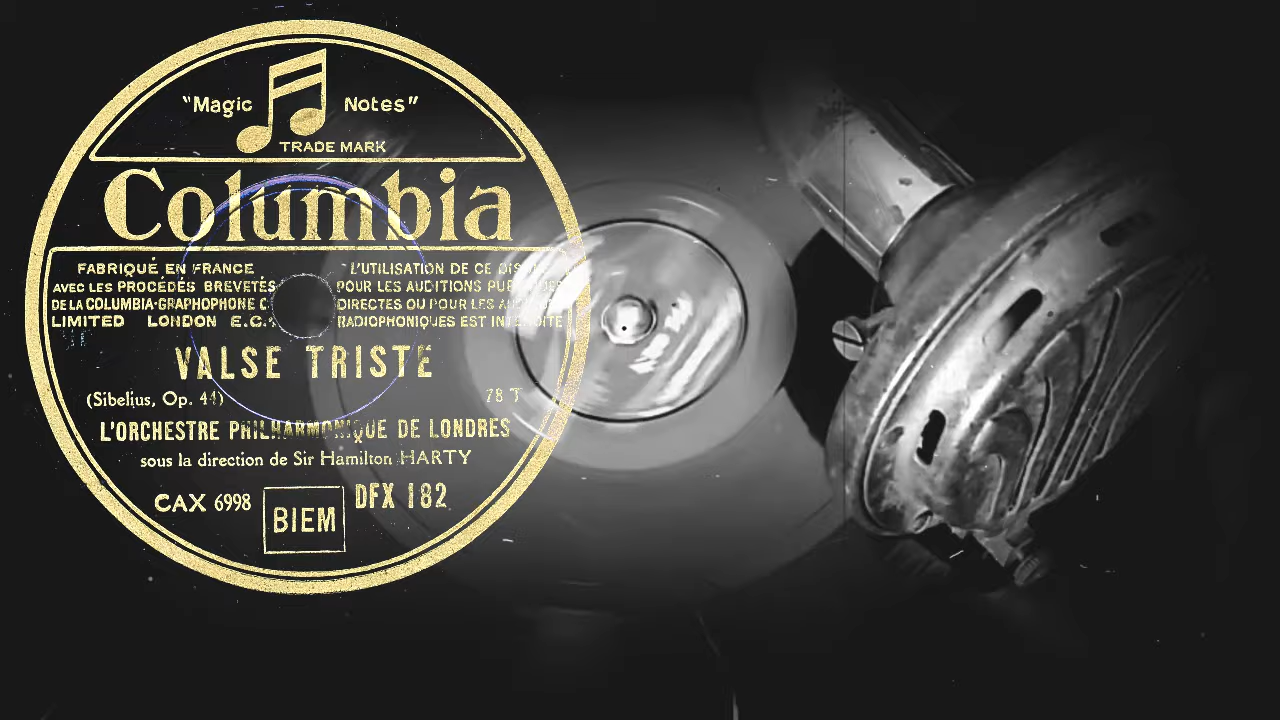 "Magic Notes"
TRADE MARK
Columbia
FABRIQUÉ EN FRANCE
AVEC LES PROCÉDÉS BREVETÉS
DE LA COLUMBIA-GRAPHOPHONE C
LIMITED LONDON E.C.
L'UTILISATION DE CE
POUR LES AUDITIONS
DIRECTES OU POUR LES
RADIOPHONIQUES EST INTERDITE
VALSE TRISTE
(Sibelius, Op. 44)
78 T
L'ORCHESTRE PHILHARMONIQUE DE LONDRES
sous la direction de Sir Hamilton HARTY
CAX 6998
BIEM
DFX 182